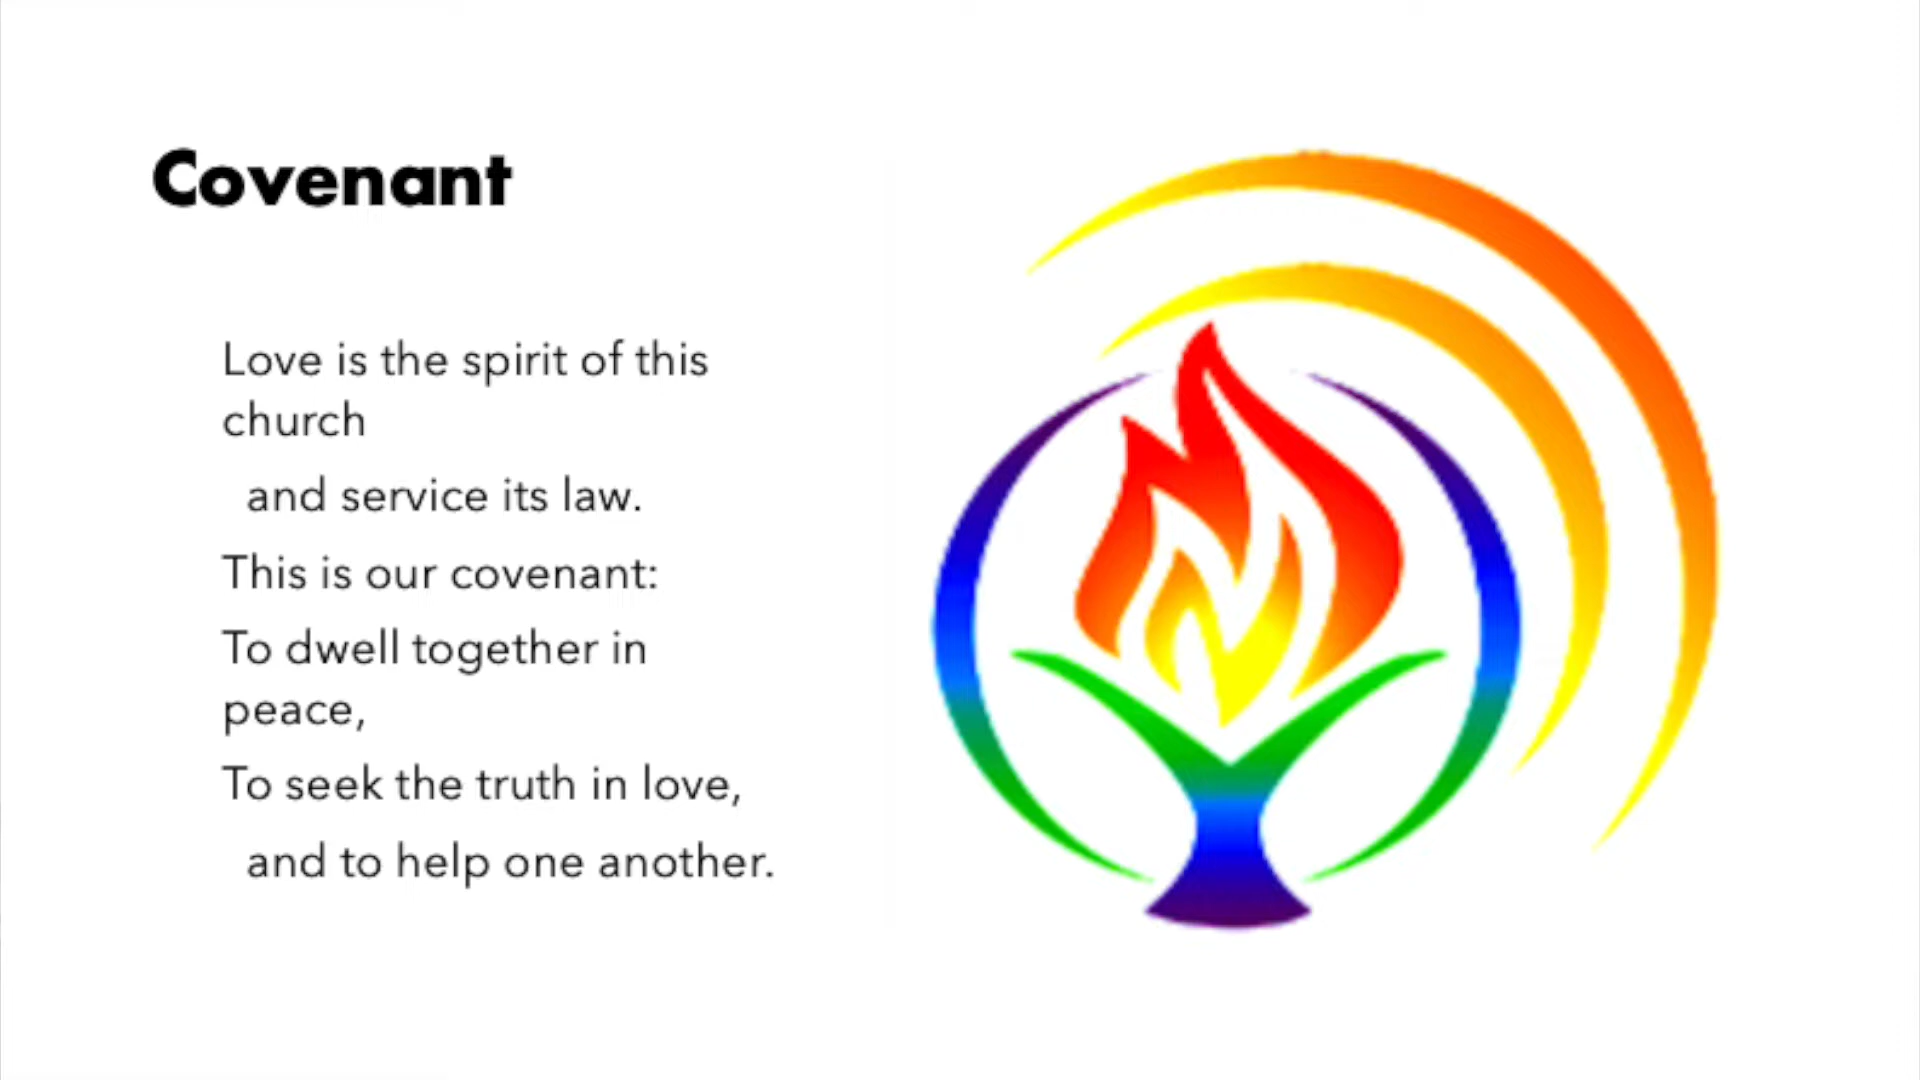 Covenant
Love is the spirit of this
church
and service its law.
This is our covenant:
To dwell together in
peace,
To seek the truth in love,
and to help one another.